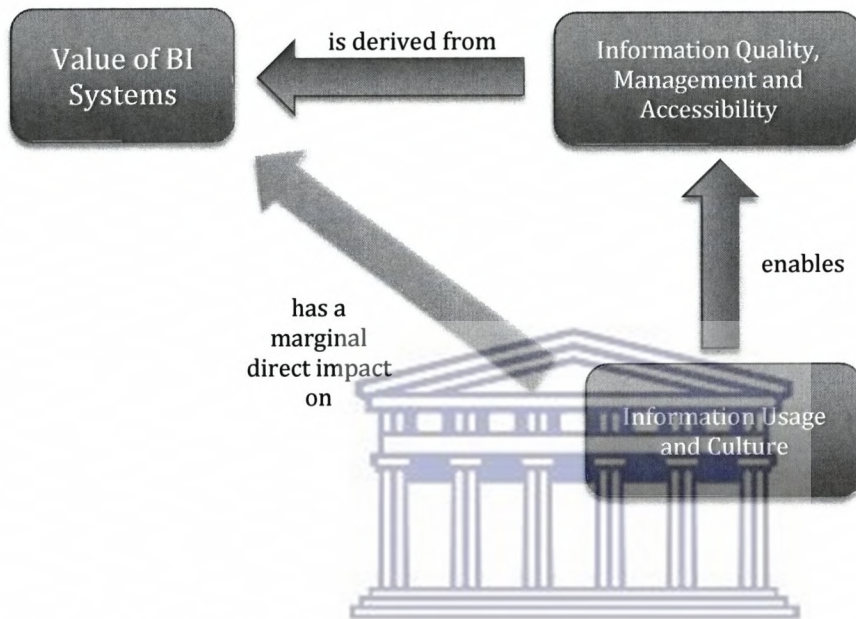 Value of BI
Systems
is derived from
Information Quality,
Management and
Accessibility
enables
has a
marginal
direct impact
on
Information Usage
and Culture